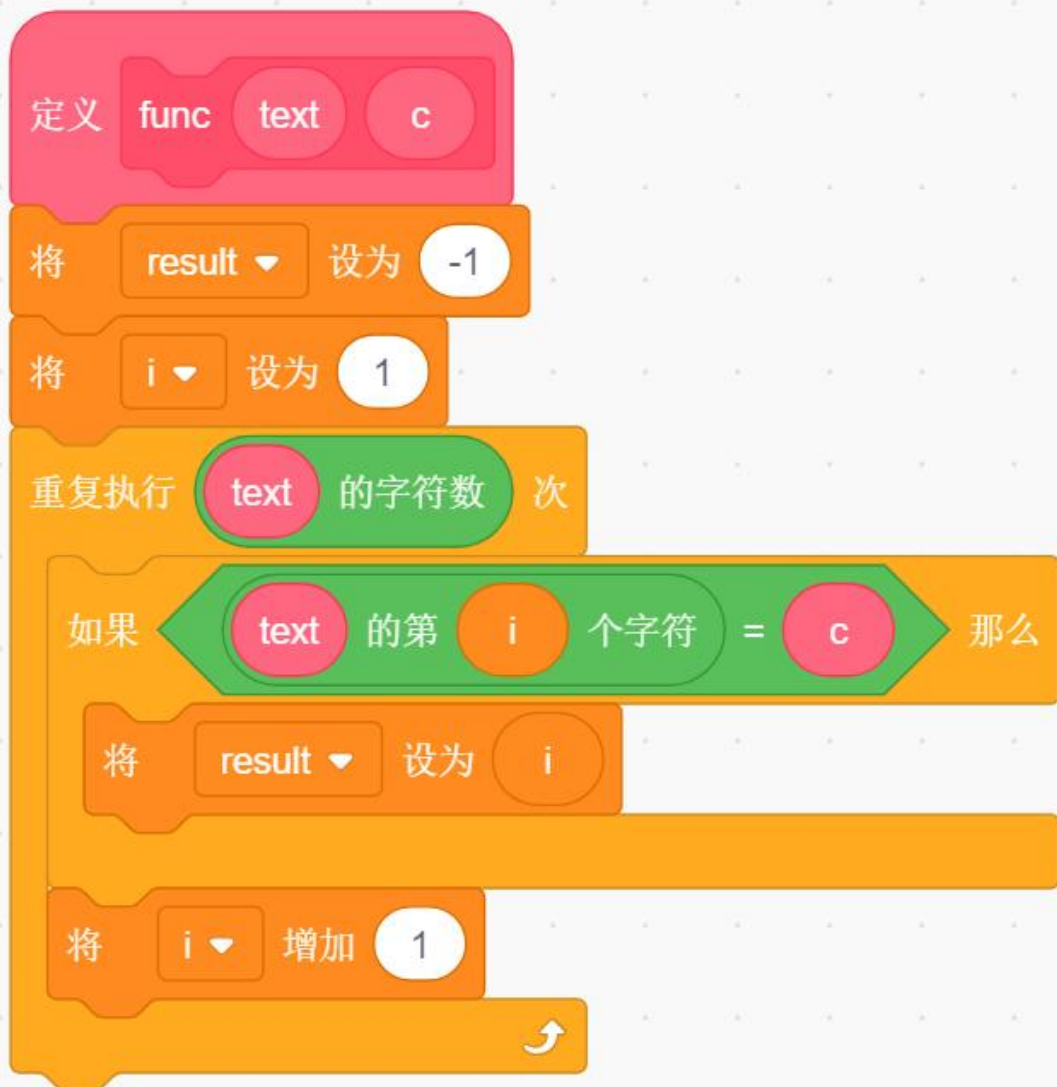 定义 func text c
将 result 设为 -1
将 i 设为 1
重复执行 text 的字符数 次
如果 text 的第 i 个字符 = c 那么
将 result 设为 i
将 i 增加 1